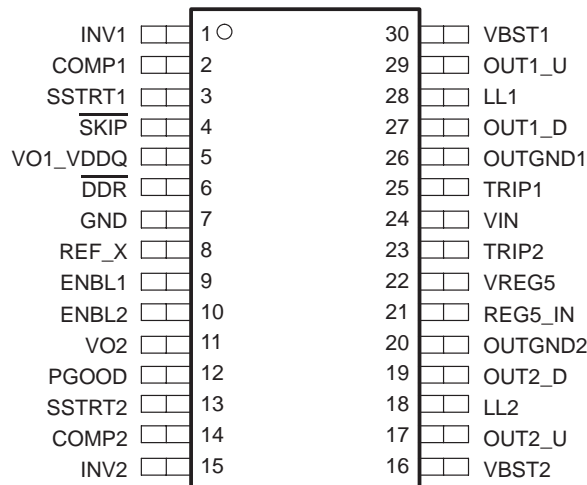 INV1 1 30 VBST1
COMP1 2 29 OUT1_U
SSTRT1 3 28 LL1
S̅K̅I̅P̅ 4 27 OUT1_D
VO1_VDDQ 5 26 OUTGND1
D̅D̅R̅ 6 25 TRIP1
GND 7 24 VIN
REF_X 8 23 TRIP2
ENBL1 9 22 VREG5
ENBL2 10 21 REG5_IN
VO2 11 20 OUTGND2
PGOOD 12 19 OUT2_D
SSTRT2 13 18 LL2
COMP2 14 17 OUT2_U
INV2 15 16 VBST2